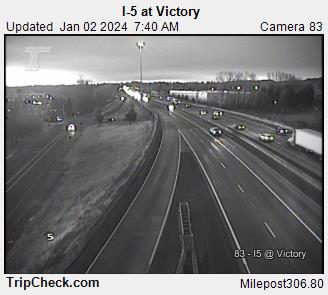 I-5 at Victory
Updated  Jan 02 2024  7:40 AM
Camera 83
S
83 - I5 @ Victory
TripCheck.com
Milepost306.80